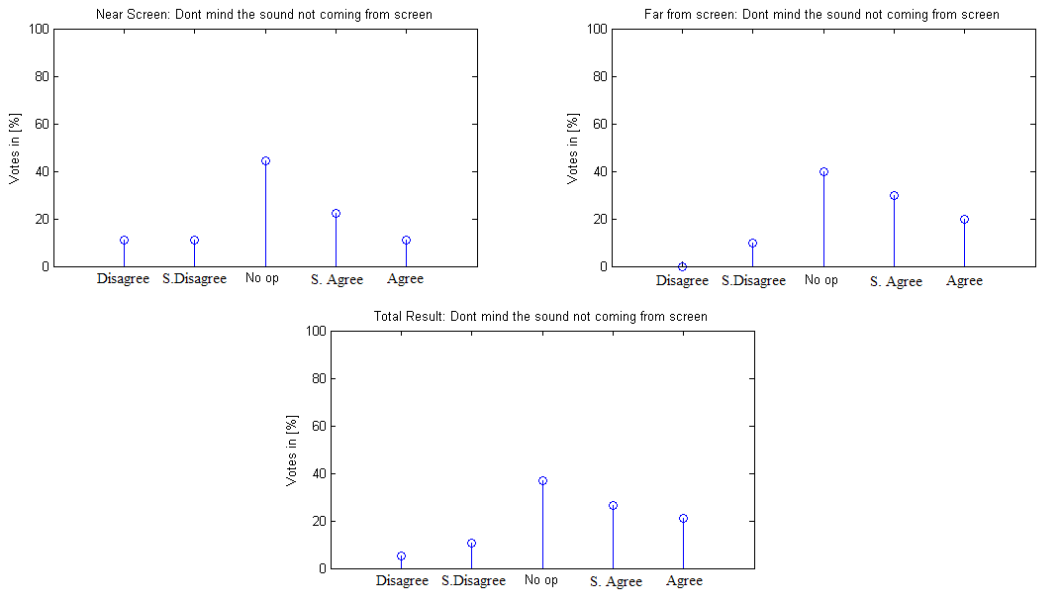 Near Screen: Dont mind the sound not coming from screen
100
80
60
40
20
0
Votes in [%]
Disagree S.Disagree No op S. Agree Agree
Far from screen: Dont mind the sound not coming from screen
100
80
60
40
20
0
Votes in [%]
Disagree S.Disagree No op S. Agree Agree
Total Result: Dont mind the sound not coming from screen
100
80
60
40
20
0
Votes in [%]
Disagree S.Disagree No op S. Agree Agree